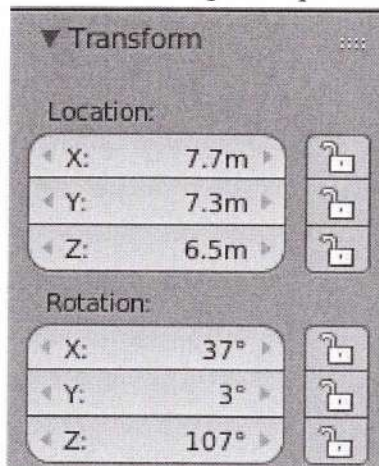 Transform
Location:
X: 7.7m
Y: 7.3m
Z: 6.5m
Rotation:
X: 37°
Y: 3°
Z: 107°